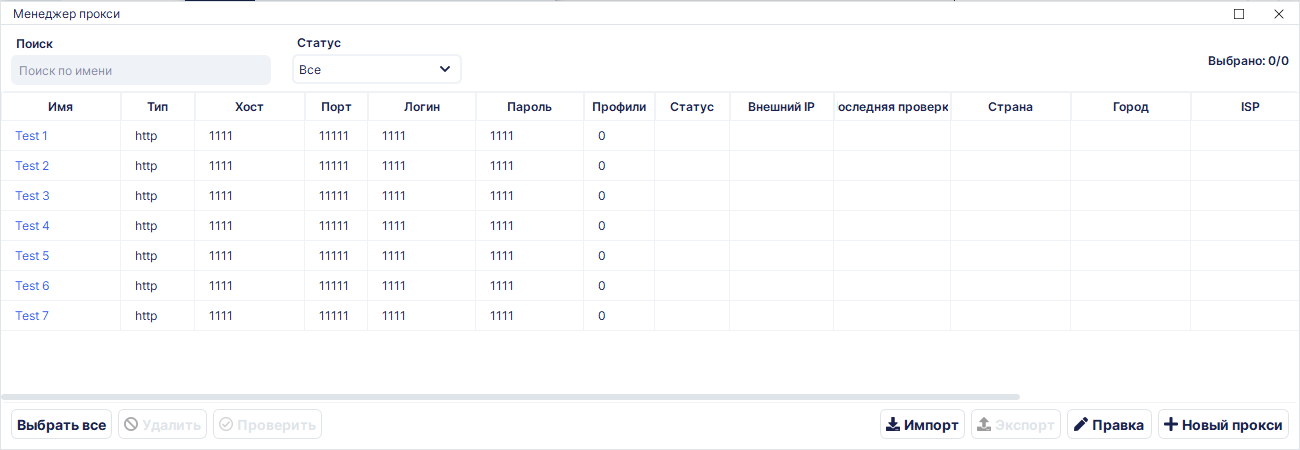 Менеджер прокси
Поиск
Статус
Поиск по имени
Все
Выбрано: 0/0
Имя Тип Хост Порт Логин Пароль Профили Статус Внешний IP оследняя проверк Страна Город ISP
Test 1 http 1111 11111 1111 1111 0
Test 2 http 1111 11111 1111 1111 0
Test 3 http 1111 11111 1111 1111 0
Test 4 http 1111 11111 1111 1111 0
Test 5 http 1111 11111 1111 1111 0
Test 6 http 1111 11111 1111 1111 0
Test 7 http 1111 11111 1111 1111 0
Выбрать все Удалить Проверить Импорт Экспорт Правка Новый прокси